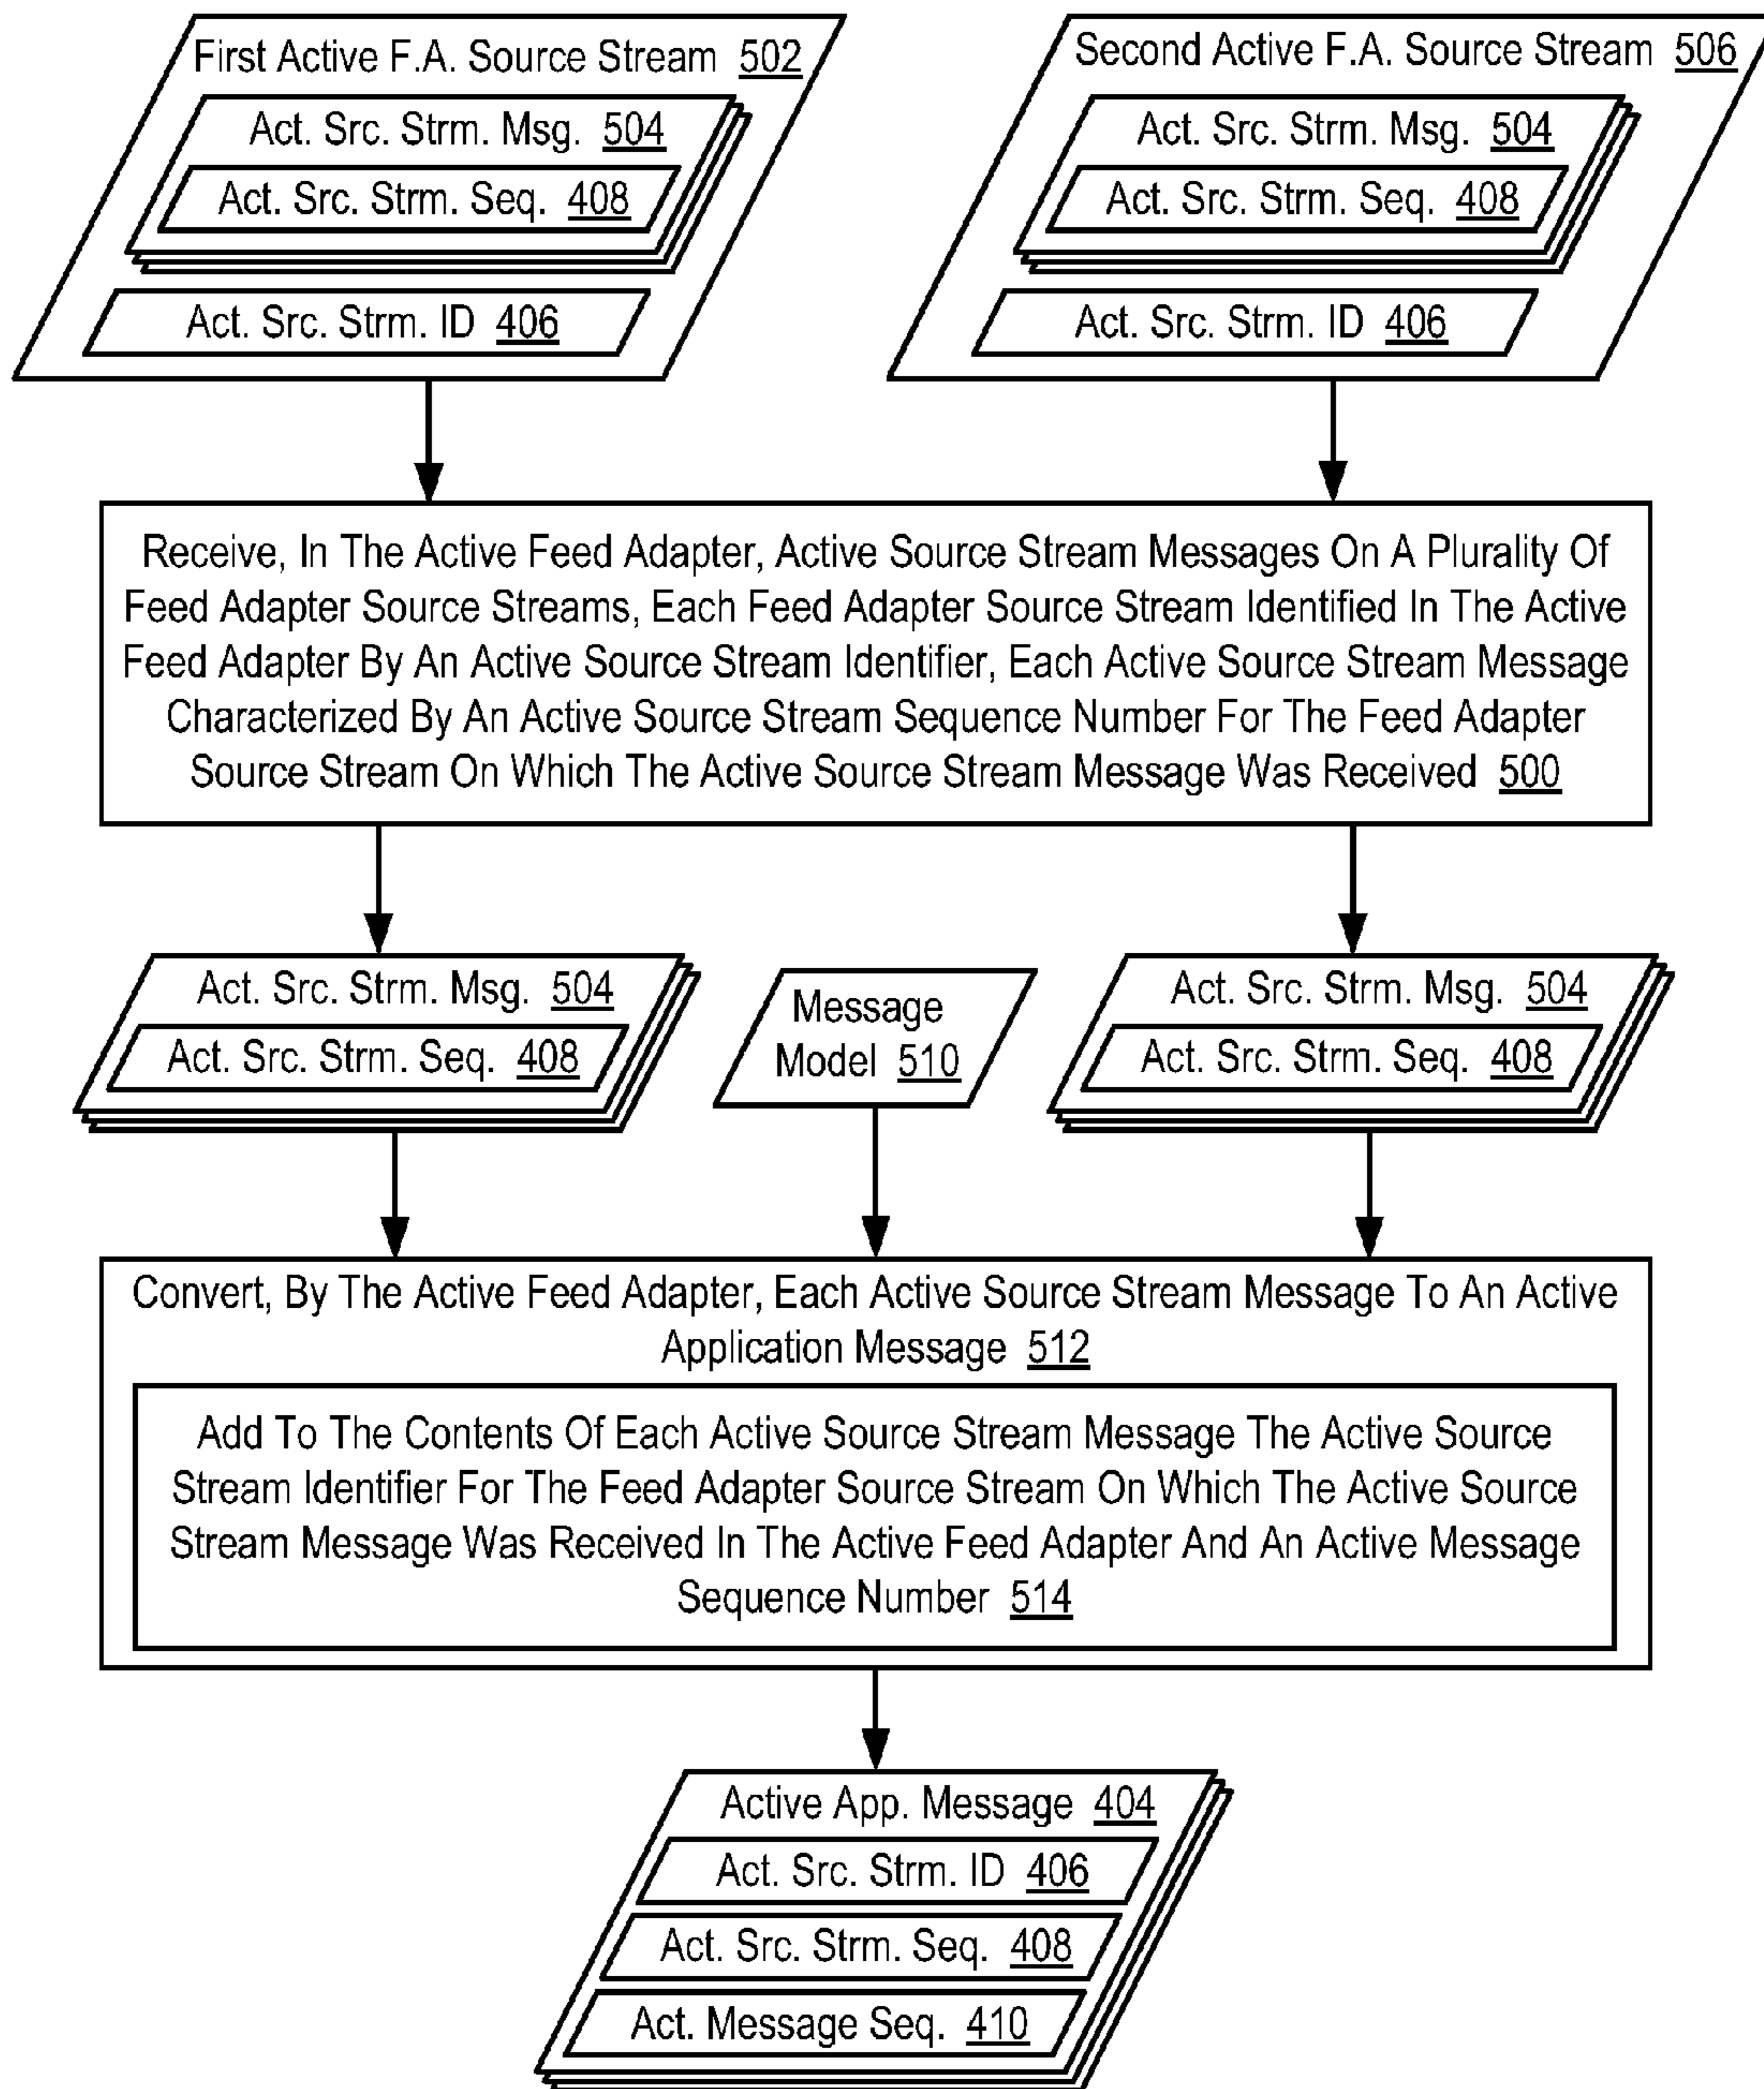 First Active F.A. Source Stream 502
Act. Src. Strm. Msg. 504
Act. Src. Strm. Seq. 408
Act. Src. Strm. ID 406
Second Active F.A. Source Stream 506
Act. Src. Strm. Msg. 504
Act. Src. Strm. Seq. 408
Act. Src. Strm. ID 406
Receive, In The Active Feed Adapter, Active Source Stream Messages On A Plurality Of
Feed Adapter Source Streams, Each Feed Adapter Source Stream Identified In The Active
Feed Adapter By An Active Source Stream Identifier, Each Active Source Stream Message
Characterized By An Active Source Stream Sequence Number For The Feed Adapter
Source Stream On Which The Active Source Stream Message Was Received 500
Act. Src. Strm. Msg. 504
Act. Src. Strm. Seq. 408
Message
Model 510
Act. Src. Strm. Msg. 504
Act. Src. Strm. Seq. 408
Convert, By The Active Feed Adapter, Each Active Source Stream Message To An Active
Application Message 512
Add To The Contents Of Each Active Source Stream Message The Active Source
Stream Identifier For The Feed Adapter Source Stream On Which The Active Source
Stream Message Was Received In The Active Feed Adapter And An Active Message
Sequence Number 514
Active App. Message 404
Act. Src. Strm. ID 406
Act. Src. Strm. Seq. 408
Act. Message Seq. 410